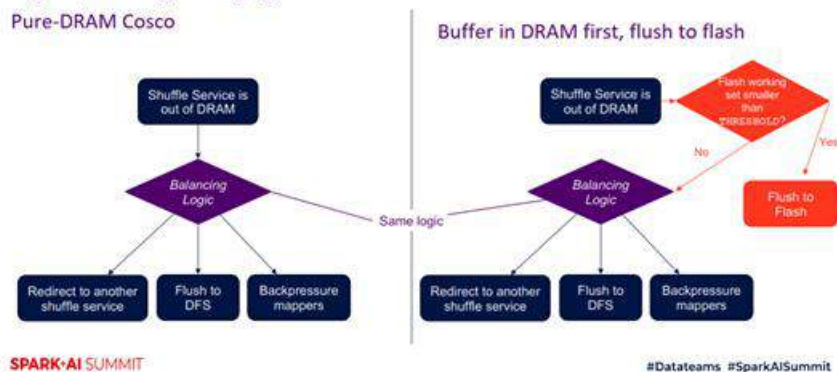 Pure-DRAM Cosco
Shuffle Service is
out of DRAM
Balancing
Logic
Redirect to another
shuffle service
Flush to
DFS
Backpressure
mappers
Same logic
Buffer in DRAM first, flush to flash
Shuffle Service is
out of DRAM
Flash working
set smaller
than
THRESHOLD?
No
Yes
Flush to
Flash
Balancing
Logic
Redirect to another
shuffle service
Flush to
DFS
Backpressure
mappers
SPARK+AI SUMMIT
#Datateams #SparkAISummit